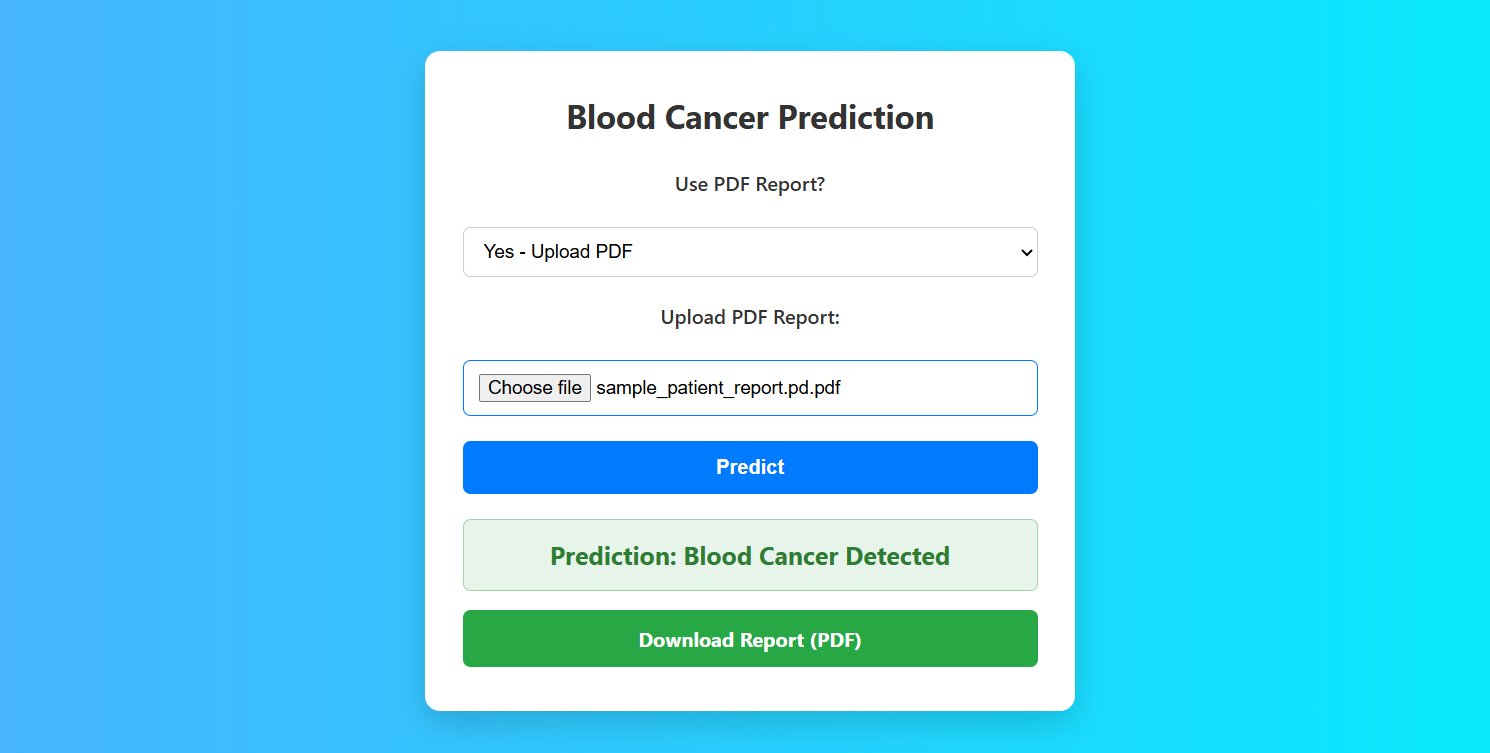 Blood Cancer Prediction
Use PDF Report?
Yes - Upload PDF
Upload PDF Report:
Choose file sample_patient_report.pd.pdf
Predict
Prediction: Blood Cancer Detected
Download Report (PDF)